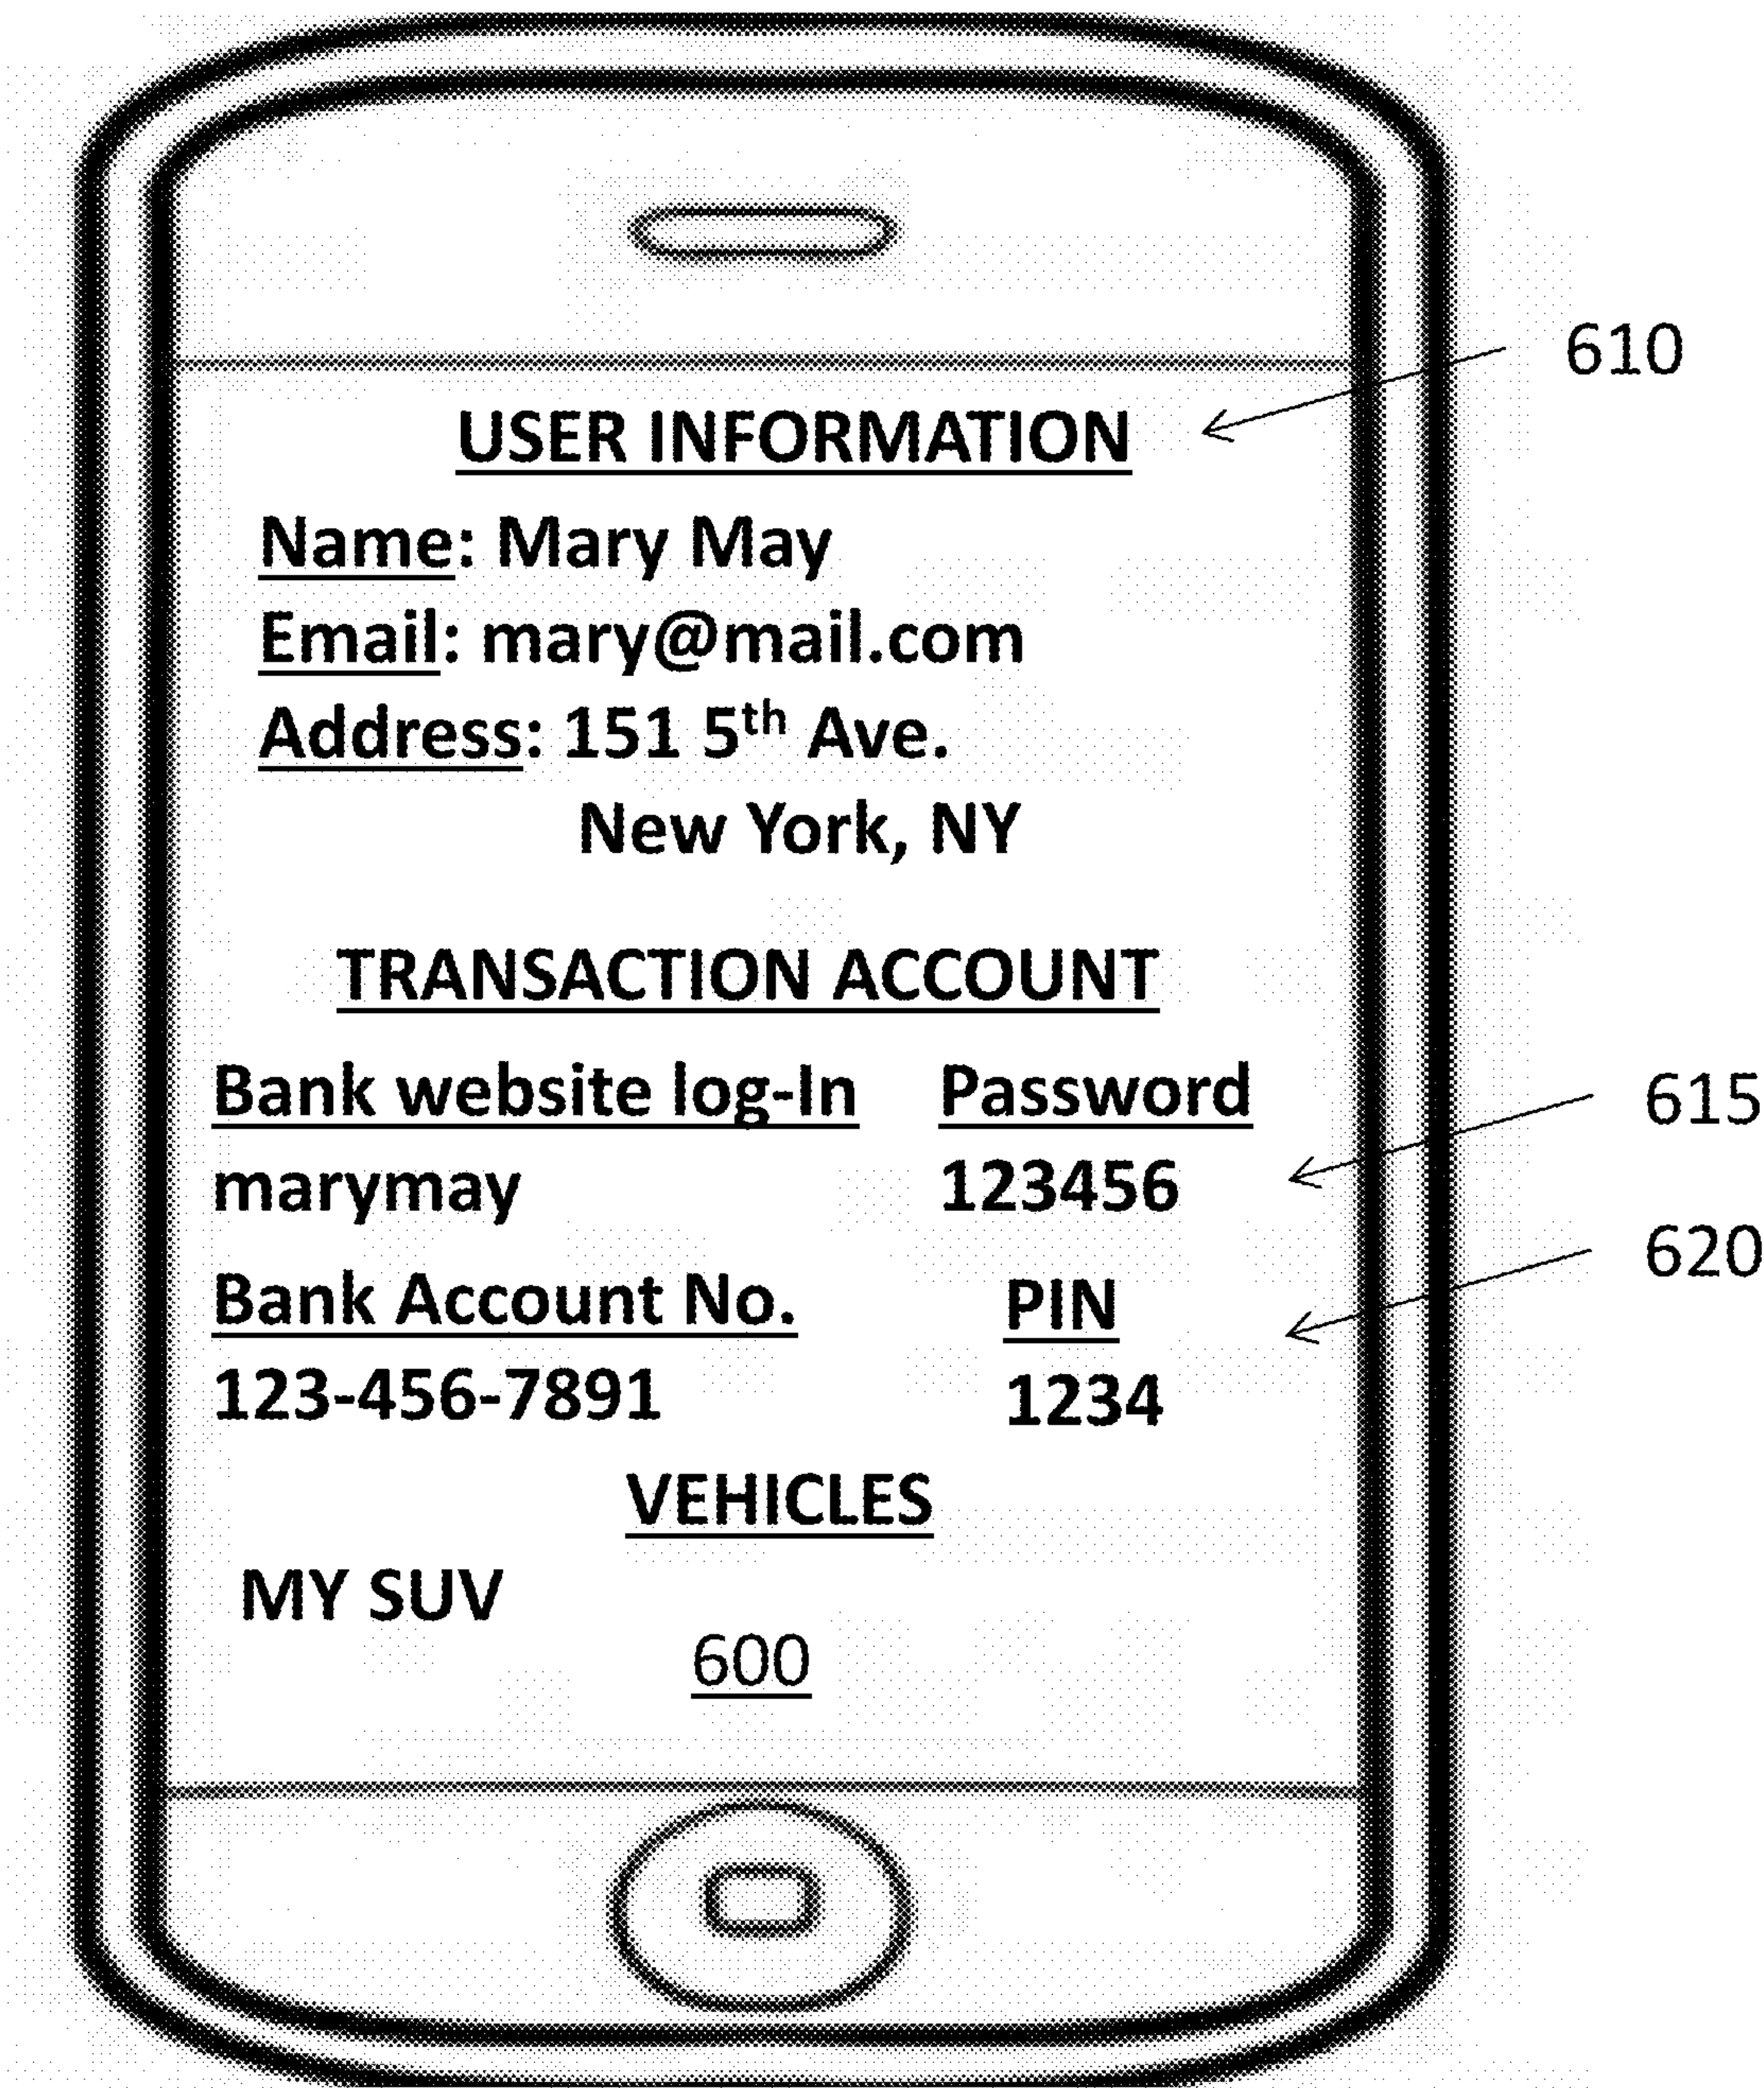 610
USER INFORMATION
Name: Mary May
Email: mary@mail.com
Address: 151 5th Ave.
New York, NY
TRANSACTION ACCOUNT
Bank website log-In Password
615
marymay 123456
620
Bank Account No. PIN
123-456-7891 1234
VEHICLES
MY SUV
600